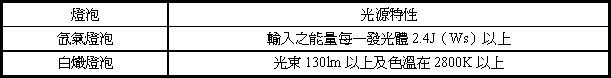 燈泡 光源特性
氙氣燈泡 輸入之能量每一發光體 2.4J（Ws）以上
白熾燈泡 光束 130lm 以上及色溫在 2800K 以上